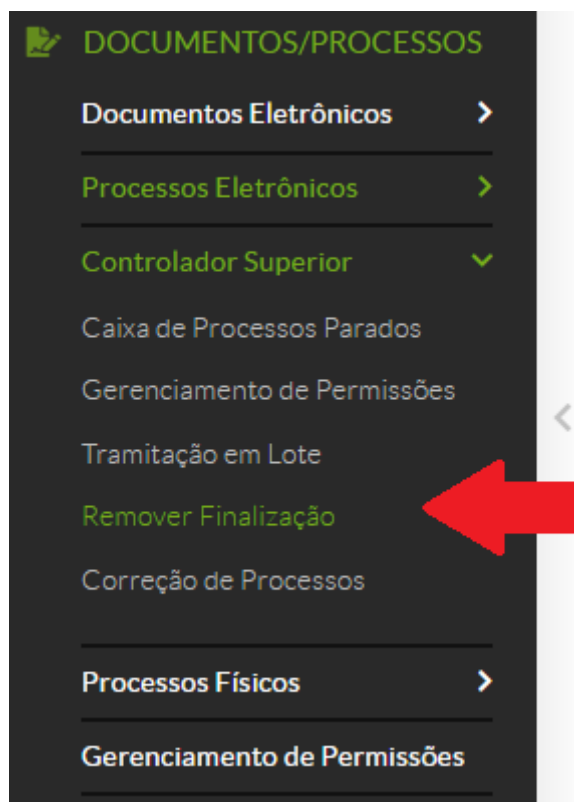 DOCUMENTOS/PROCESSOS
Documentos Eletrônicos
Processos Eletrônicos
Controlador Superior
Caixa de Processos Parados
Gerenciamento de Permissões
Tramitação em Lote
Remover Finalização
Correção de Processos
Processos Físicos
Gerenciamento de Permissões